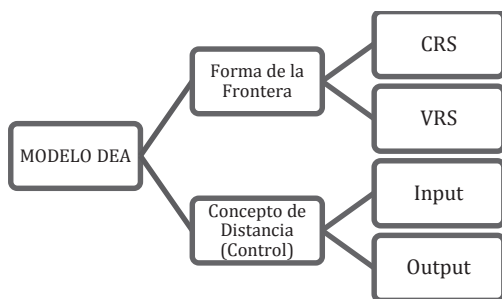 MODELO DEA
Forma de la
Frontera
CRS
VRS
Concepto de
Distancia
(Control)
Input
Output